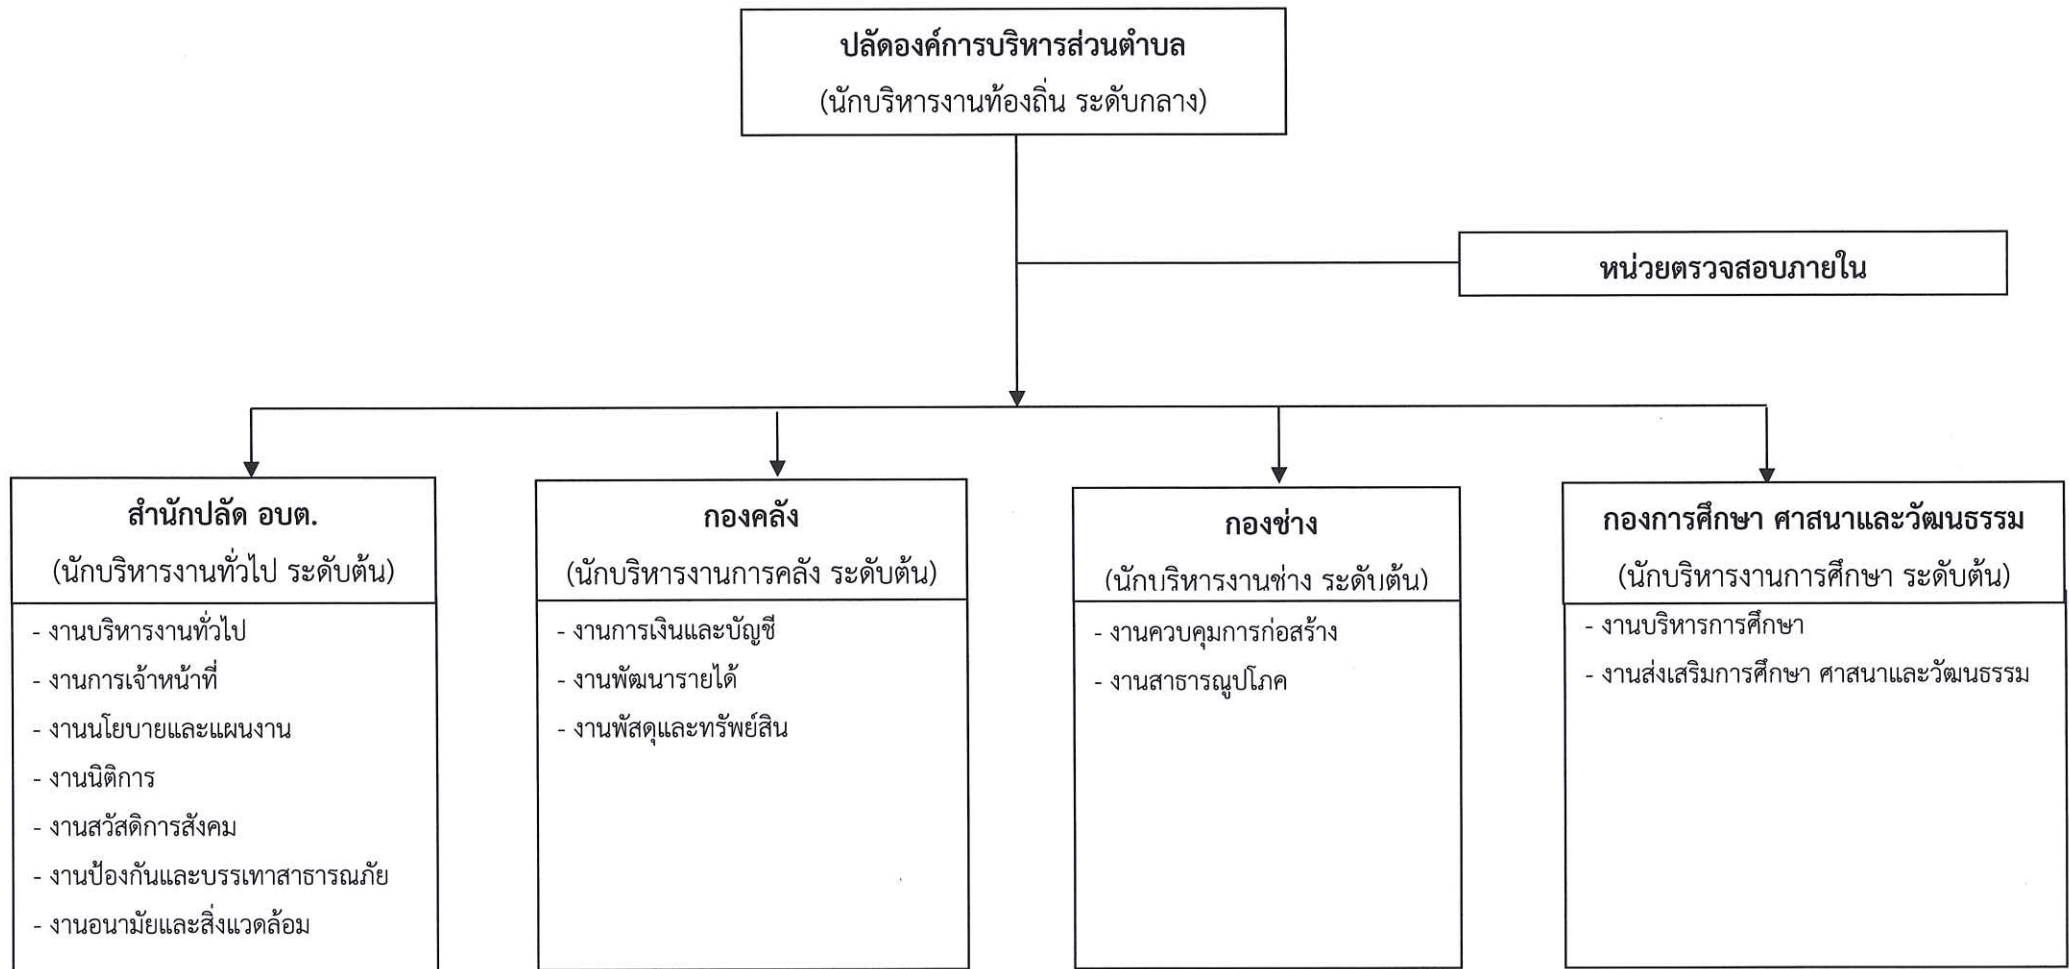 ปลัดองค์การบริหารส่วนตำบล
(นักบริหารงานท้องถิ่น ระดับกลาง)
หน่วยตรวจสอบภายใน
สำนักปลัด อบต.
(นักบริหารงานทั่วไป ระดับต้น)
- งานบริหารงานทั่วไป
- งานการเจ้าหน้าที่
- งานนโยบายและแผนงาน
- งานนิติการ
- งานสวัสดิการสังคม
- งานป้องกันและบรรเทาสาธารณภัย
- งานอนามัยและสิ่งแวดล้อม
กองคลัง
(นักบริหารงานการคลัง ระดับต้น)
- งานการเงินและบัญชี
- งานพัฒนารายได้
- งานพัสดุและทรัพย์สิน
กองช่าง
(นักบริหารงานช่าง ระดับต้น)
- งานควบคุมการก่อสร้าง
- งานสาธารณูปโภค
กองการศึกษา ศาสนาและวัฒนธรรม
(นักบริหารงานการศึกษา ระดับต้น)
- งานบริหารการศึกษา
- งานส่งเสริมการศึกษา ศาสนาและวัฒนธรรม